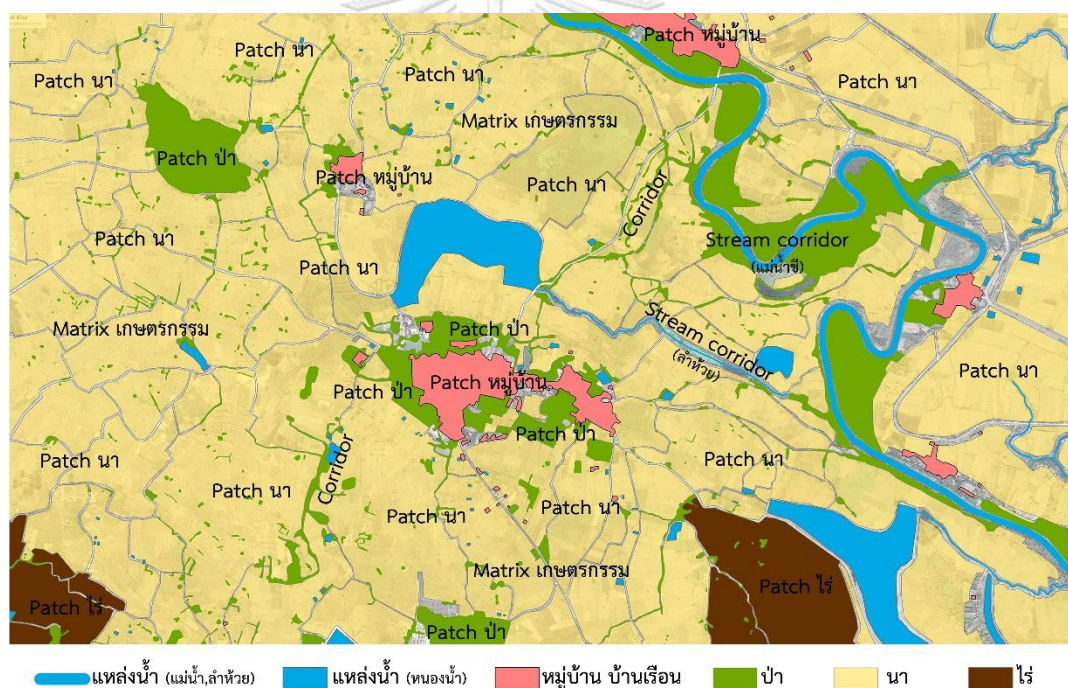 Patch หมู่บ้าน
Patch นา
Patch นา
Patch นา
Patch นา
Patch นา
Matrix เกษตรกรรม
Patch ป่า
Patch หมู่บ้าน
Patch นา
Corridor
Patch นา
Stream corridor
(แม่น้ำชี)
Patch นา
Matrix เกษตรกรรม
Patch ป่า
Stream corridor
(ลำห้วย)
Patch นา
Patch ป่า
Patch หมู่บ้าน
Patch ป่า
Patch นา
Patch นา
Patch นา
Corridor
Patch นา
Patch นา
Matrix เกษตรกรรม
Patch ไร่
Patch ไร่
Patch ป่า
แหล่งน้ำ (แม่น้ำ,ลำห้วย) แหล่งน้ำ (หนองน้ำ) หมู่บ้าน บ้านเรือน ป่า นา ไร่